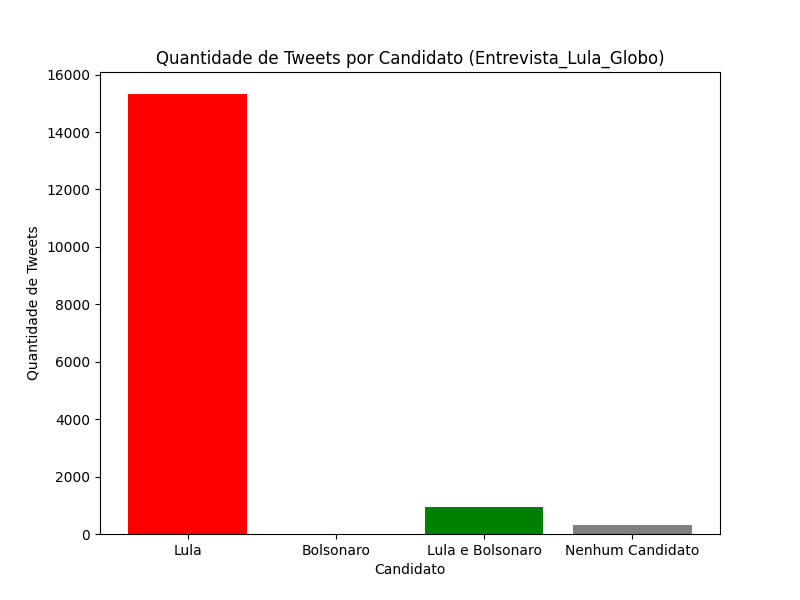 Quantidade de Tweets por Candidato (Entrevista_Lula_Globo)
Quantidade de Tweets
16000
14000
12000
10000
8000
6000
4000
2000
0
Lula
Bolsonaro
Lula e Bolsonaro
Nenhum Candidato
Candidato